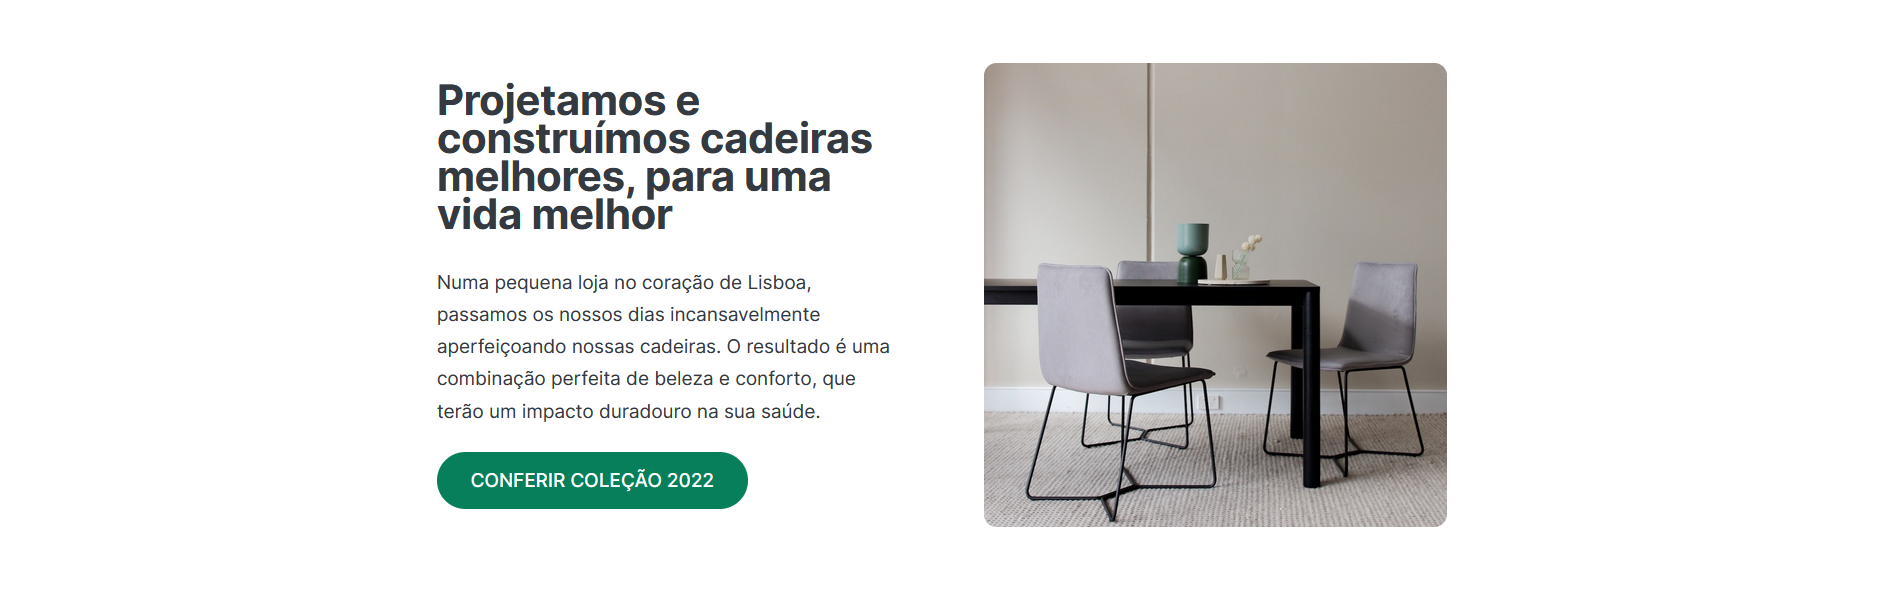 Projetamos e
construímos cadeiras
melhores, para uma
vida melhor
Numa pequena loja no coração de Lisboa,
passamos os nossos dias incansavelmente
aperfeiçoando nossas cadeiras. O resultado é uma
combinação perfeita de beleza e conforto, que
terão um impacto duradouro na sua saúde.
CONFERIR COLEÇÃO 2022